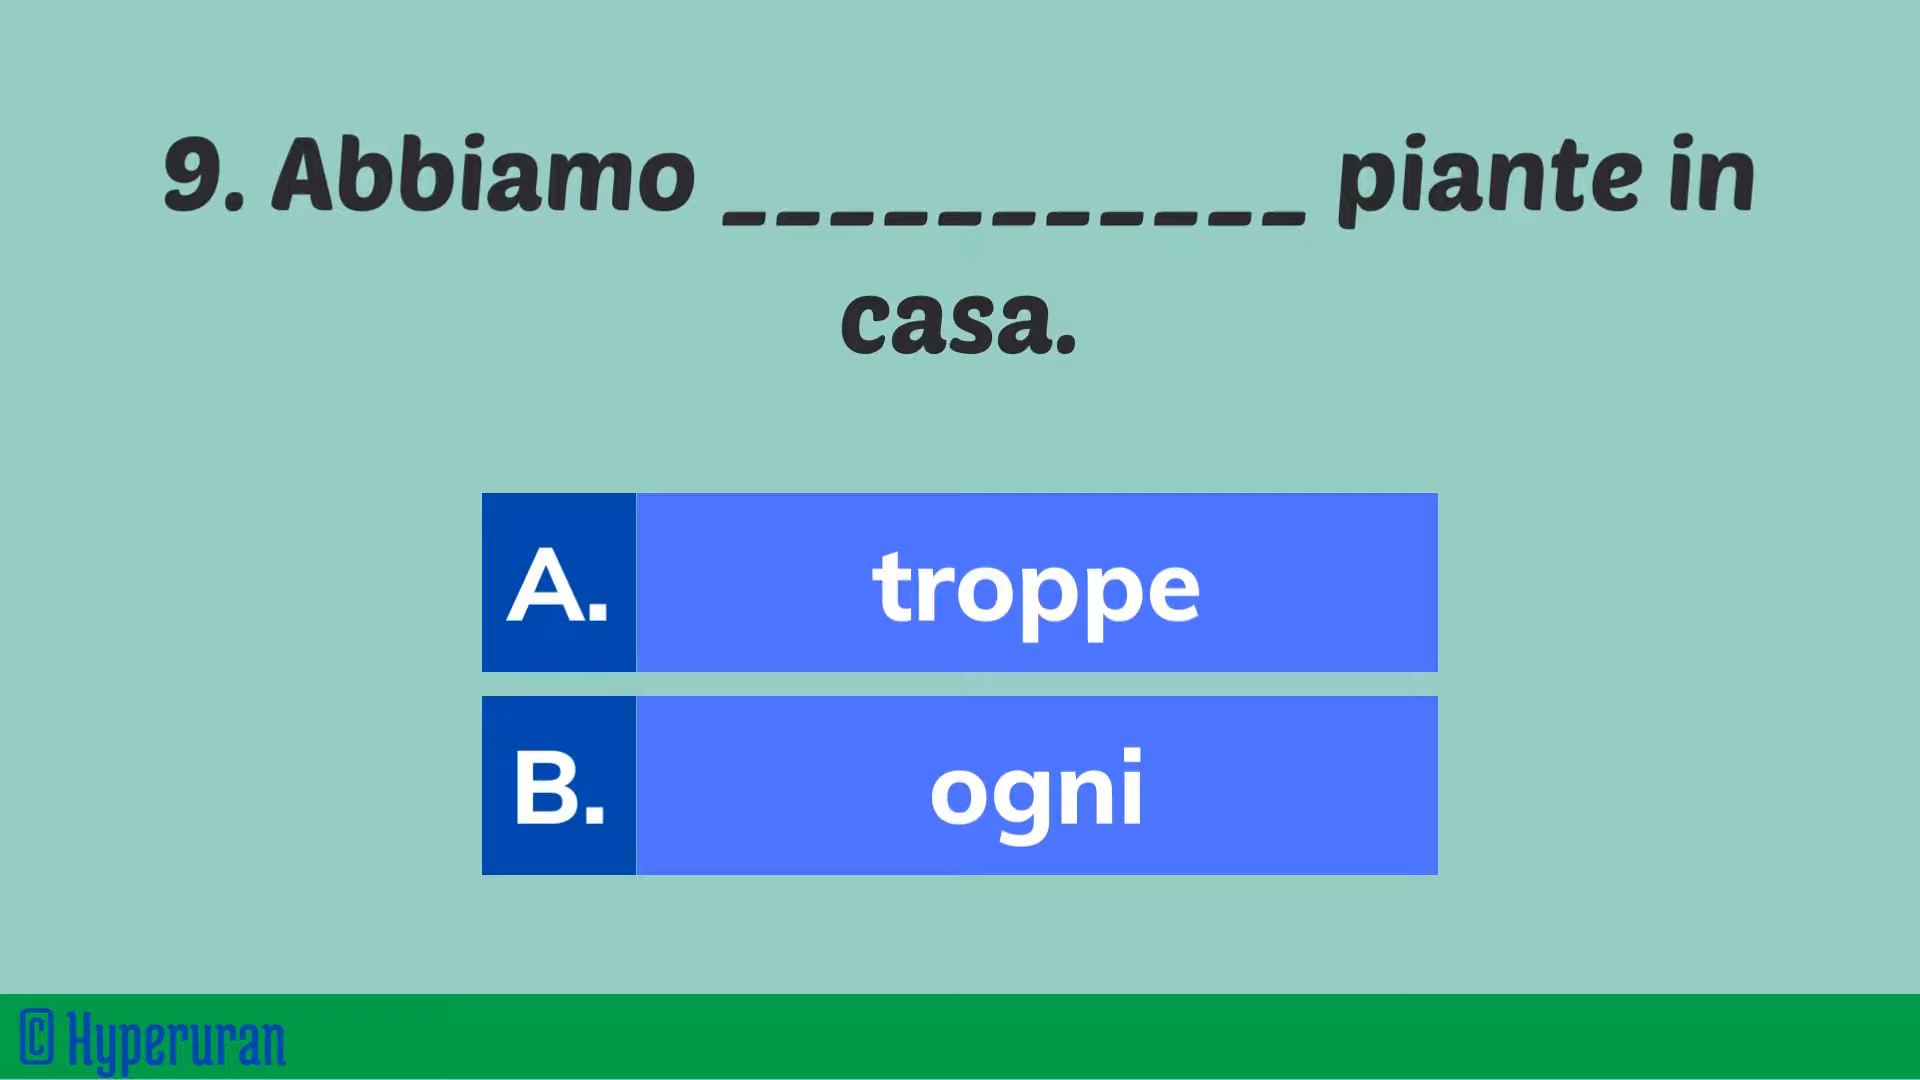 9. Abbiamo ___________ piante in
casa.
A. troppe
B. ogni
© Hyperuran